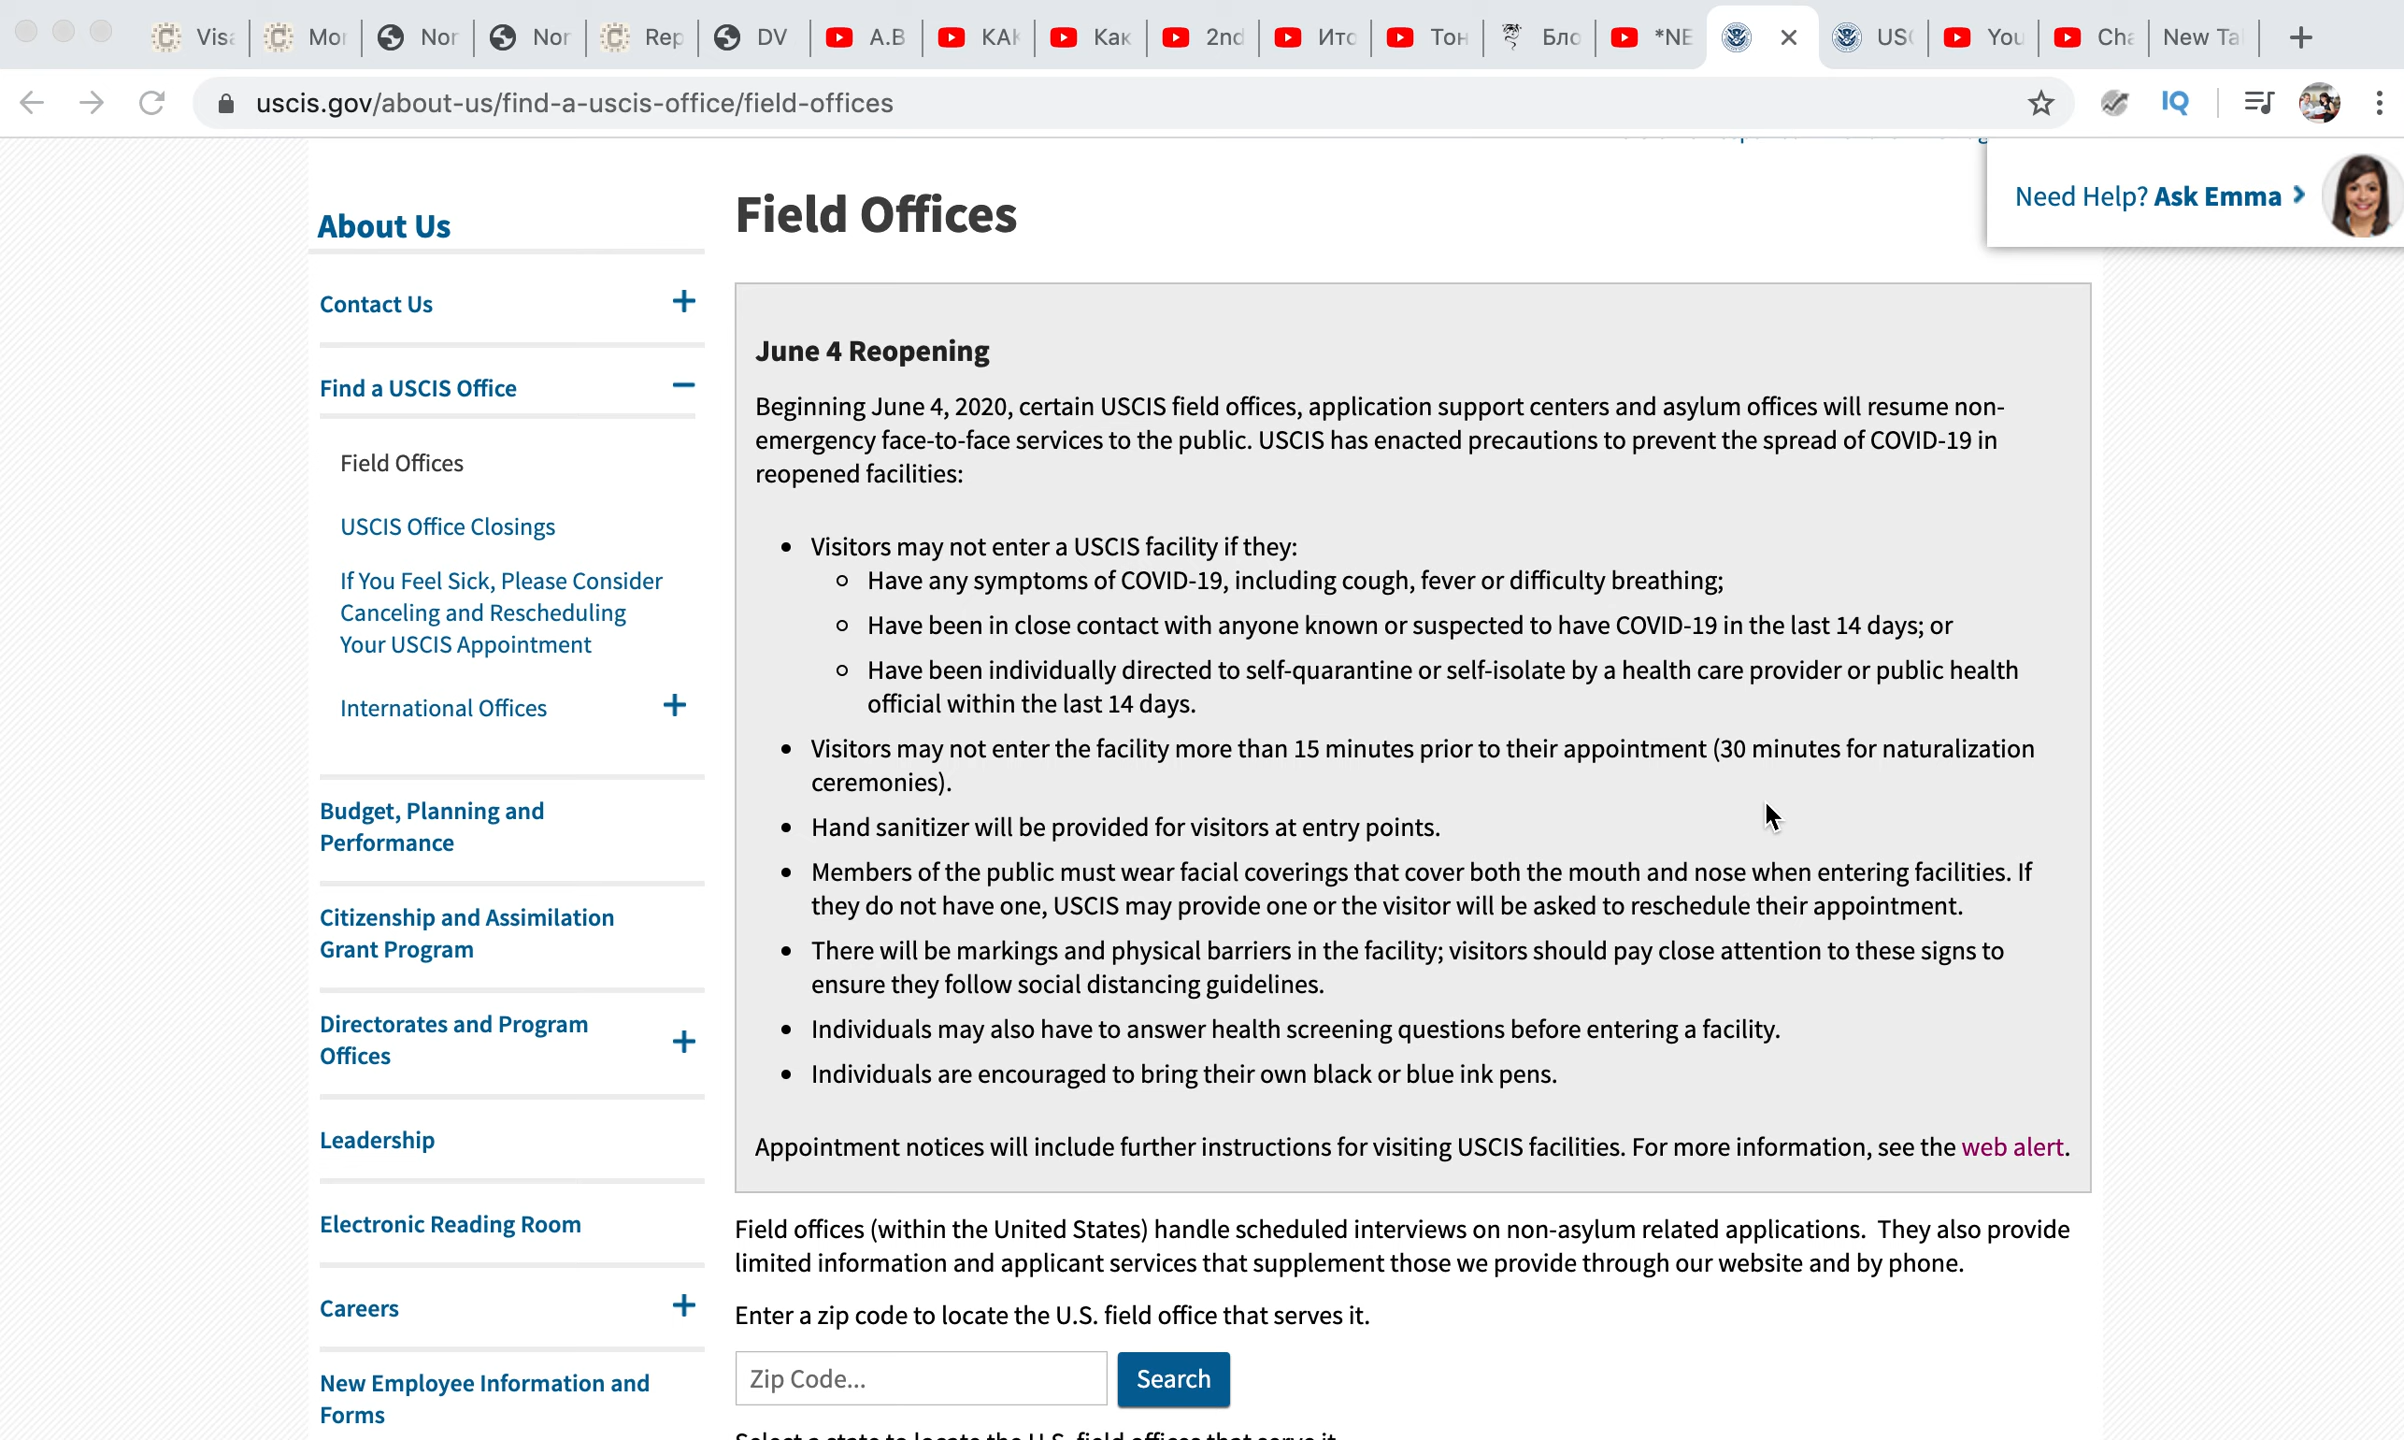 Visa
Mor
Nor
Nor
Rep
DV
А.В
КАК
Как
2nd
Ито
Тон
Бло
*NE
USC
You
Cha
New Ta
uscis.gov/about-us/find-a-uscis-office/field-offices
IQ
Need Help? Ask Emma
About Us
Contact Us
Find a USCIS Office
Field Offices
USCIS Office Closings
If You Feel Sick, Please Consider
Canceling and Rescheduling
Your USCIS Appointment
International Offices
Budget, Planning and
Performance
Citizenship and Assimilation
Grant Program
Directorates and Program
Offices
Leadership
Electronic Reading Room
Careers
New Employee Information and
Forms
Field Offices
June 4 Reopening
Beginning June 4, 2020, certain USCIS field offices, application support centers and asylum offices will resume non-
emergency face-to-face services to the public. USCIS has enacted precautions to prevent the spread of COVID-19 in
reopened facilities:
Visitors may not enter a USCIS facility if they:
Have any symptoms of COVID-19, including cough, fever or difficulty breathing;
Have been in close contact with anyone known or suspected to have COVID-19 in the last 14 days; or
Have been individually directed to self-quarantine or self-isolate by a health care provider or public health
official within the last 14 days.
Visitors may not enter the facility more than 15 minutes prior to their appointment (30 minutes for naturalization
ceremonies).
Hand sanitizer will be provided for visitors at entry points.
Members of the public must wear facial coverings that cover both the mouth and nose when entering facilities. If
they do not have one, USCIS may provide one or the visitor will be asked to reschedule their appointment.
There will be markings and physical barriers in the facility; visitors should pay close attention to these signs to
ensure they follow social distancing guidelines.
Individuals may also have to answer health screening questions before entering a facility.
Individuals are encouraged to bring their own black or blue ink pens.
Appointment notices will include further instructions for visiting USCIS facilities. For more information, see the web alert.
Field offices (within the United States) handle scheduled interviews on non-asylum related applications. They also provide
limited information and applicant services that supplement those we provide through our website and by phone.
Enter a zip code to locate the U.S. field office that serves it.
Zip Code...
Search
Select a state to locate the U.S. field offices that serve it.